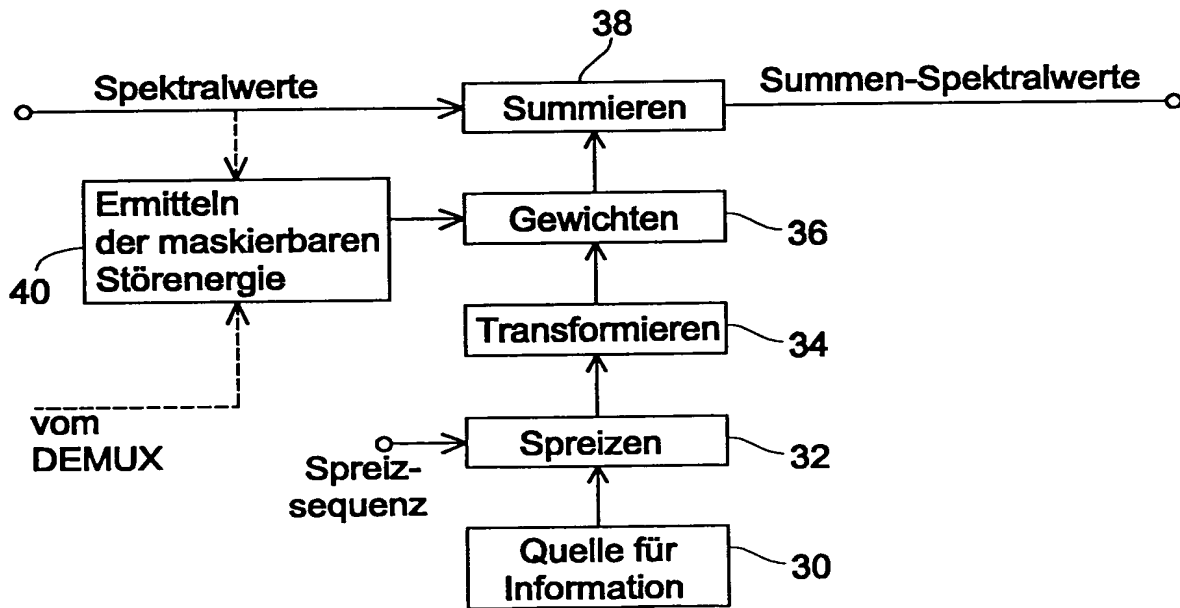 38
Spektralwerte
Summieren
Summen-Spektralwerte
Ermitteln
der maskierbaren
Störenergie
40
Gewichten
36
Transformieren
34
vom
DEMUX
Spreizen
32
Spreiz-
sequenz
Quelle für
Information
30